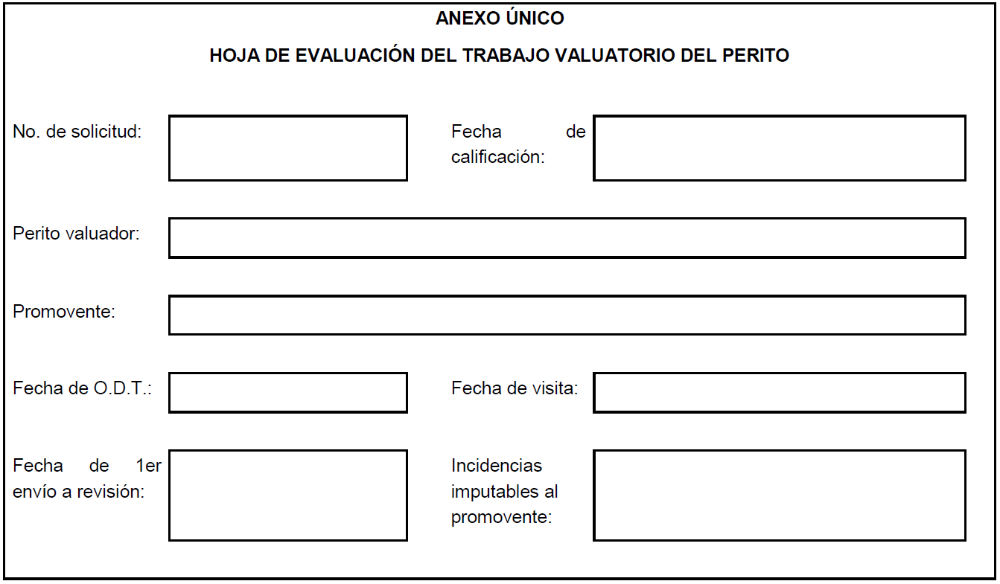 ANEXO ÚNICO
HOJA DE EVALUACIÓN DEL TRABAJO VALUATORIO DEL PERITO
No. de solicitud:
Fecha de
calificación:
Perito valuador:
Promovente:
Fecha de O.D.T.:
Fecha de visita:
Fecha de 1er
envío a revisión:
Incidencias
imputables al
promovente: